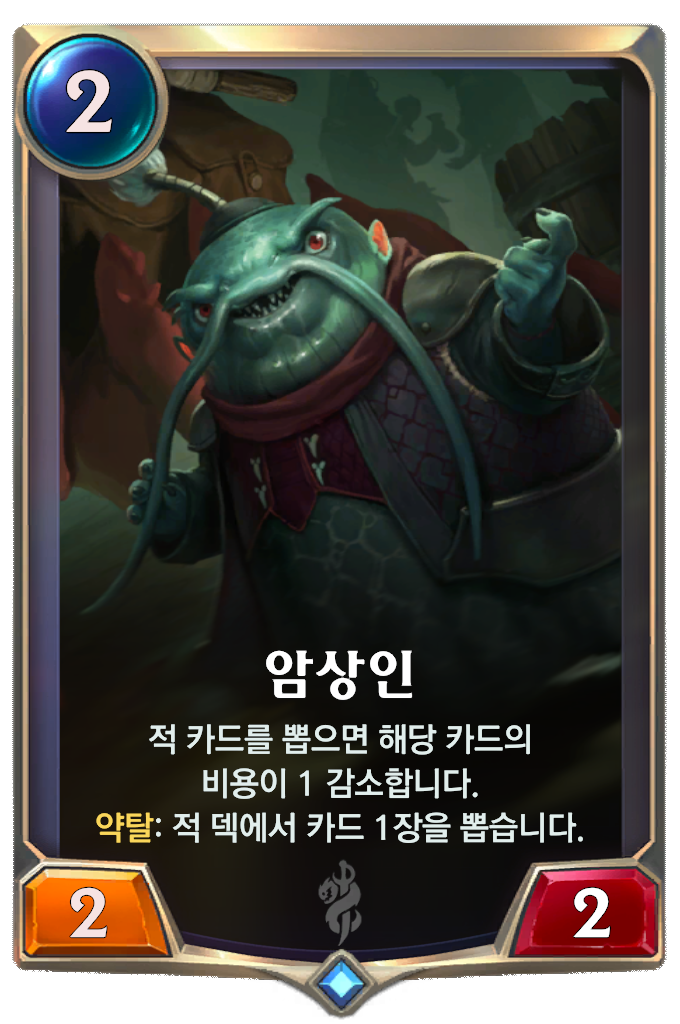 2
암상인
적 카드를 뽑으면 해당 카드의
비용이 1 감소합니다.
약탈: 적 덱에서 카드 1장을 뽑습니다.
2
2